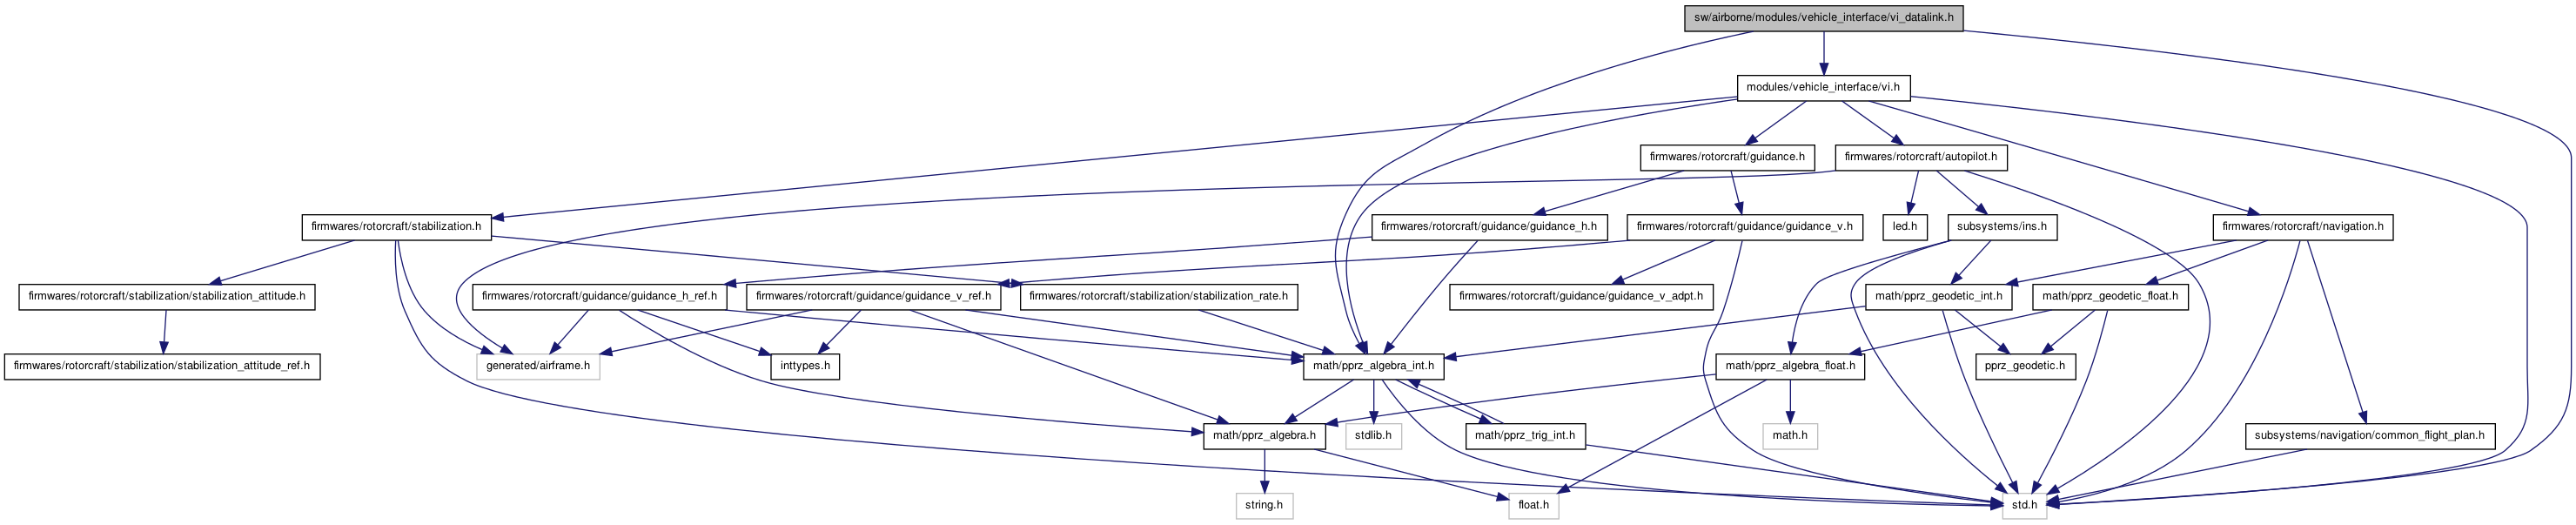 sw/airborne/modules/vehicle_interface/vi_datalink.h
modules/vehicle_interface/vi.h
firmwares/rotorcraft/guidance.h
firmwares/rotorcraft/autopilot.h
firmwares/rotorcraft/stabilization.h
firmwares/rotorcraft/guidance/guidance_h.h
firmwares/rotorcraft/guidance/guidance_v.h
led.h
subsystems/ins.h
firmwares/rotorcraft/navigation.h
firmwares/rotorcraft/stabilization/stabilization_attitude.h
firmwares/rotorcraft/guidance/guidance_h_ref.h
firmwares/rotorcraft/guidance/guidance_v_ref.h
firmwares/rotorcraft/stabilization/stabilization_rate.h
firmwares/rotorcraft/guidance/guidance_v_adpt.h
math/pprz_geodetic_int.h
math/pprz_geodetic_float.h
firmwares/rotorcraft/stabilization/stabilization_attitude_ref.h
generated/airframe.h
inttypes.h
math/pprz_algebra_int.h
math/pprz_algebra_float.h
pprz_geodetic.h
math/pprz_algebra.h
stdlib.h
math/pprz_trig_int.h
math.h
subsystems/navigation/common_flight_plan.h
string.h
float.h
std.h